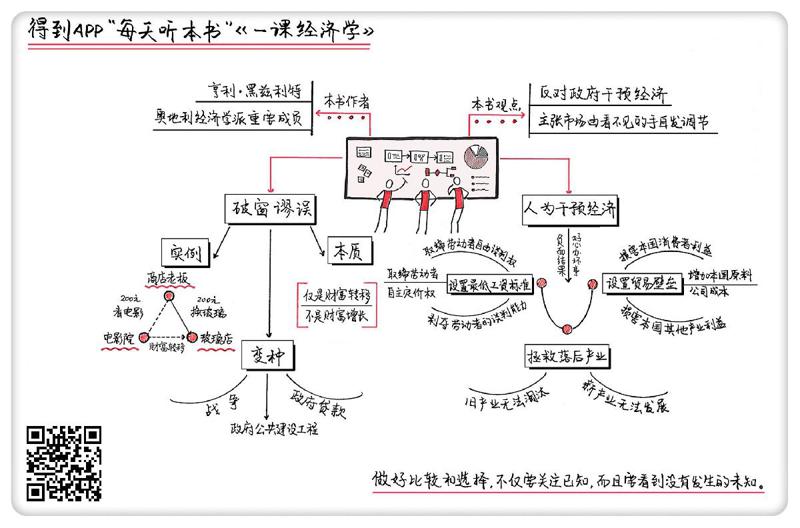 得到APP"每天听本书"《一课经济学》
亨利·黑兹利特
奥地利经济学派重要成员
本书作者
本书观点
反对政府干预经济
主张市场由看不见的手自发调节
破窗谬误
实例
本质
商店老板
200元
看电影
200元
换玻璃
电影院
财富转移
玻璃店
仅是财富转移
不是财富增长
变种
战争
政府公共建设工程
政府贷款
人为干预经济
好心办坏事
负面结果
取缔劳动者自由谈判权
取缔劳动者
自主定价权
设置最低工资标准
剥夺劳动者的谈判能力
损害本国消费者利益
设置贸易壁垒
增加本国原料
公司成本
损害本国其他产业利益
拯救落后产业
旧产业无法淘汰
新产业无法发展
做好比较和选择，不仅要关注已知，而且要看到没有发生的未知。